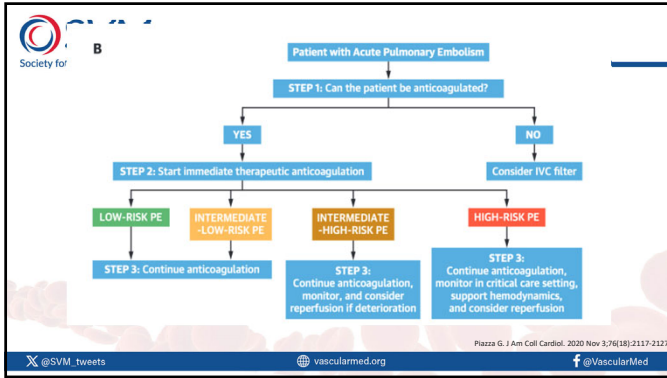 Society for
B
Patient with Acute Pulmonary Embolism
STEP 1: Can the patient be anticoagulated?
YES
NO
STEP 2: Start immediate therapeutic anticoagulation
Consider IVC filter
LOW-RISK PE
INTERMEDIATE
-LOW-RISK PE
INTERMEDIATE
-HIGH-RISK PE
HIGH-RISK PE
STEP 3: Continue anticoagulation
STEP 3:
Continue anticoagulation,
monitor, and consider
reperfusion if deterioration
STEP 3:
Continue anticoagulation,
monitor in critical care setting,
support hemodynamics,
and consider reperfusion
Piazza G. J Am Coll Cardiol. 2020 Nov 3;76(18):2117-2127
@SVM_tweets
vascularmed.org
@VascularMed